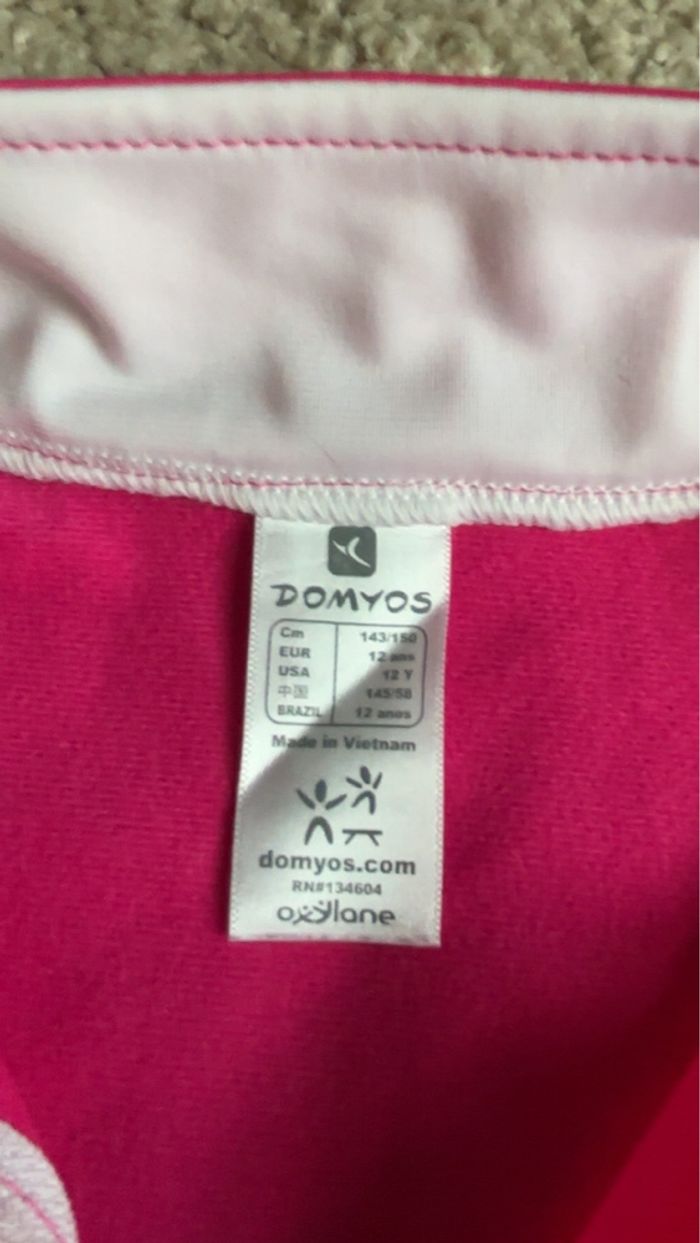 DOMYOS
Cm 143/150
EUR 12 ans
USA 12 Y
中国 145/58
BRAZIL 12 anos
Made in Vietnam
domyos.com
RN#134604
oxylane